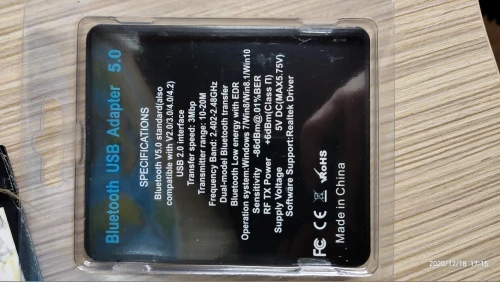 Bluetooth USB Adapter 5.0
SPECIFICATIONS
Bluetooth V5.0 standard(also
compatible with V2.0/3.0/4.0/4.2)
USB 2.0 interface
Transfer speed: 3Mbp
Transmitter range: 10-20M
Frequency Band: 2.402-2.48GHz
Dual-model Bluetooth transfer
Bluetooth Low energy with EDR
Operation system:Windows 7/Win8/Win8.1/Win10
Sensitivity -86dBm@.01%BER
RF TX Power +6dBm(Class Π)
Supply Voltage 5V DC(MAX5.75V)
Software Support:Realtek Driver
FC CE RoHS
Made in China
2020/12/18 17:15